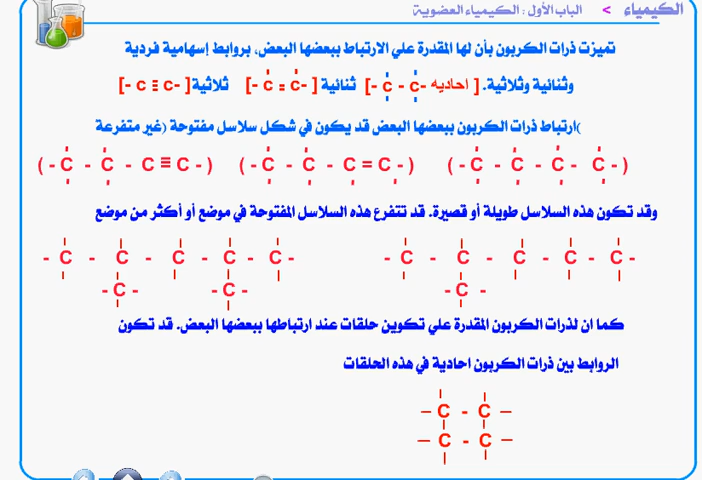 الكيمياء > الباب الأول : الكيمياء العضوية
تميزت ذرات الكربون بأن لها المقدرة علي الارتباط ببعضها البعض، بروابط إسهامية فردية
وثنائية وثلاثية. [ احاديه -C - C-] ثنائية [ -C = C-] ثلاثية [ -C ≡ C-]
)ارتباط ذرات الكربون ببعضها البعض قد يكون في شكل سلاسل مفتوحة (غير متفرعة
(- C - C - C ≡ C -) (- C - C - C = C -) (- C - C - C - C -)
وقد تكون هذه السلاسل طويلة أو قصيرة. قد تتفرع هذه السلاسل المفتوحة في موضع أو أكثر من موضع
- C - C - C - C - C - - C - C - C - C - C -
- C - - C - - C -
كما ان لذرات الكربون المقدرة علي تكوين حلقات عند ارتباطها ببعضها البعض. قد تكون
الروابط بين ذرات الكربون احادية في هذه الحلقات
– C - C –
– C - C –